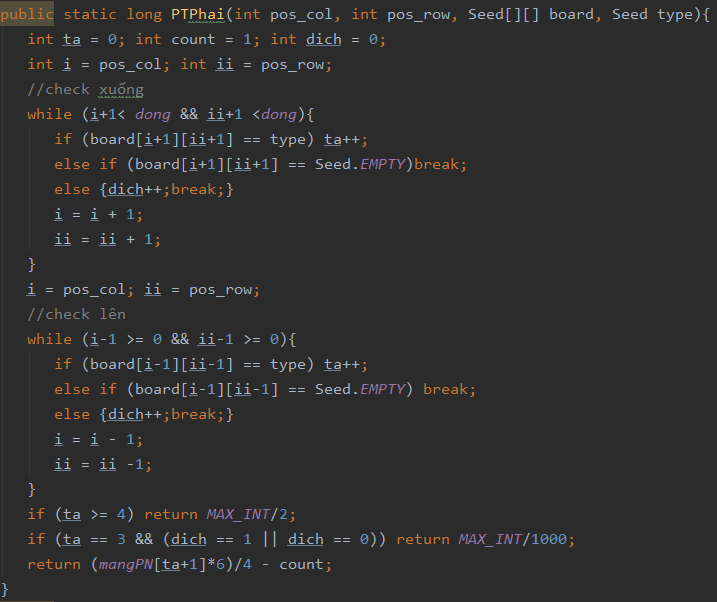 public static long PTPhai(int pos_col, int pos_row, Seed[][] board, Seed type){
int ta = 0; int count = 1; int dich = 0;
int i = pos_col; int ii = pos_row;
//check xuống
while (i+1< dong && ii+1 <dong){
if (board[i+1][ii+1] == type) ta++;
else if (board[i+1][ii+1] == Seed.EMPTY)break;
else {dich++;break;}
i = i + 1;
ii = ii + 1;
}
i = pos_col; ii = pos_row;
//check lên
while (i-1 >= 0 && ii-1 >= 0){
if (board[i-1][ii-1] == type) ta++;
else if (board[i-1][ii-1] == Seed.EMPTY) break;
else {dich++;break;}
i = i - 1;
ii = ii -1;
}
if (ta >= 4) return MAX_INT/2;
if (ta == 3 && (dich == 1 || dich == 0)) return MAX_INT/1000;
return (mangPN[ta+1]*6)/4 - count;
}